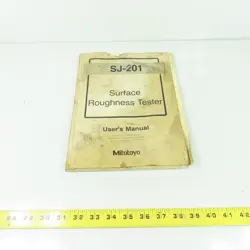 SJ-201
Surface
Roughness Tester
User's Manual
Mitutoyo